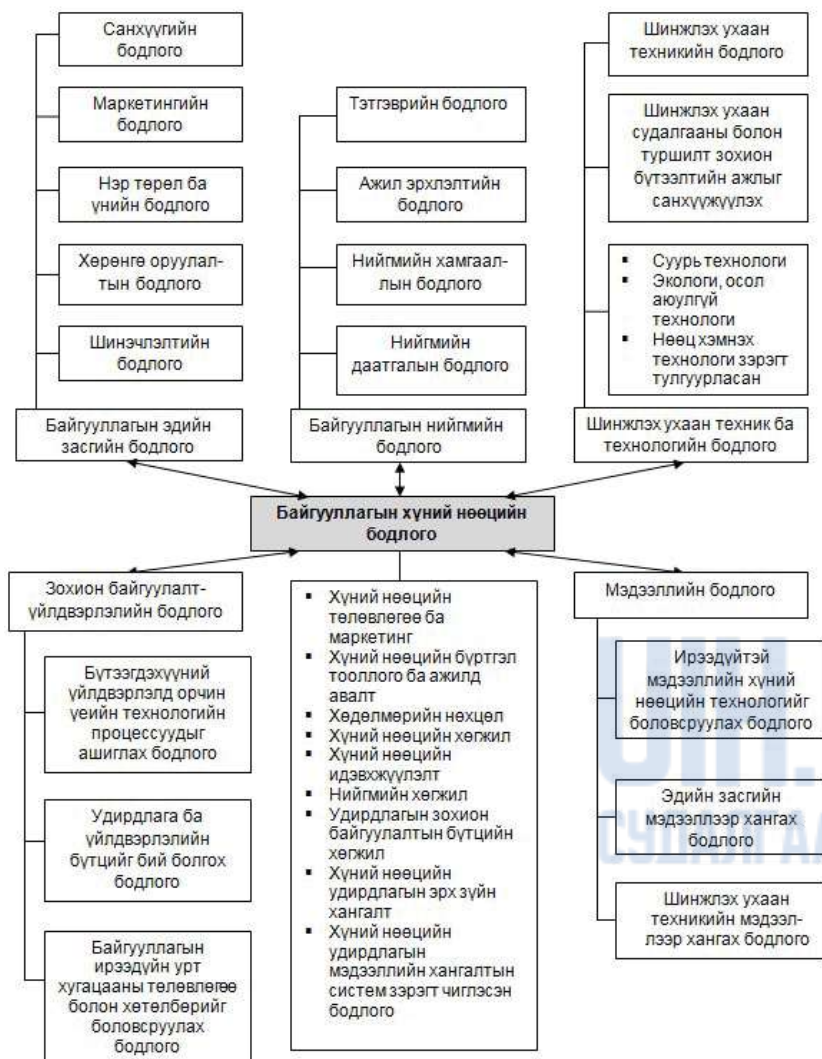 Санхүүгийн
бодлого
Маркетингийн
бодлого
Нэр төрөл ба
үнийн бодлого
Хөрөнгө оруулал-
тын бодлого
Шинэчлэлтийн
бодлого
Байгууллагын эдийн
засгийн бодлого
Тэтгэврийн бодлого
Ажил эрхлэлтийн
бодлого
Нийгмийн хамгаал-
лын бодлого
Нийгмийн
даатгалын бодлого
Байгууллагын нийгмийн
бодлого
Шинжлэх ухаан
техникийн бодлого
Шинжлэх ухаан
судалгааны болон
туршилт зохион
бүтээлтийн ажлыг
санхүүжүүлэх
▪ Суурь технологи
▪ Экологи, осол
аюулгүй
технологи
▪ Нөөц хэмнэх
технологи зэрэгт
тулгуурласан
Шинжлэх ухаан техник ба
технологийн бодлого
Байгууллагын хүний нөөцийн
бодлого
Зохион байгуулалт-
үйлдвэрлэлийн бодлого
Бүтээгдэхүүний
үйлдвэрлэлд орчин
үеийн технологийн
процессуудыг
ашиглах бодлого
Удирдлага ба
үйлдвэрлэлийн
бүтцийг бий болгох
бодлого
Байгууллагын
ирээдүйн урт
хугацааны төлөвлөгөө
болон хөтөлбөрийг
боловсруулах
бодлого
▪ Хүний нөөцийн
төлөвлөгөө ба
маркетинг
▪ Хүний нөөцийн бүртгэл
тооллого ба ажилд
авалт
▪ Хөдөлмөрийн нөхцөл
▪ Хүний нөөцийн хөгжил
▪ Хүний нөөцийн
идэвхжүүлэлт
▪ Нийгмийн хөгжил
▪ Удирдлагын зохион
байгуулалтын бүтцийн
хөгжил
▪ Хүний нөөцийн
удирдлагын эрх зүйн
хангалт
▪ Хүний нөөцийн
удирдлагын
мэдээллийн хангалтын
систем зэрэгт чиглэсэн
бодлого
Мэдээллийн бодлого
Ирээдүйтэй
мэдээллийн хүний
нөөцийн технологийг
боловсруулах бодлого
Эдийн засгийн
мэдээллээр хангах
бодлого
Шинжлэх ухаан
техникийн мэдээл-
лээр хангах бодлого